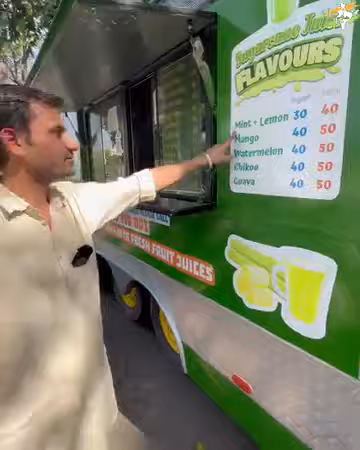 Sugarcane Juice
FLAVOURS
Mint + Lemon 30 40
Mango 40 50
Watermelon 40 50
Chikoo 40 50
Guava 40 50
FRESH FRUIT JUICES